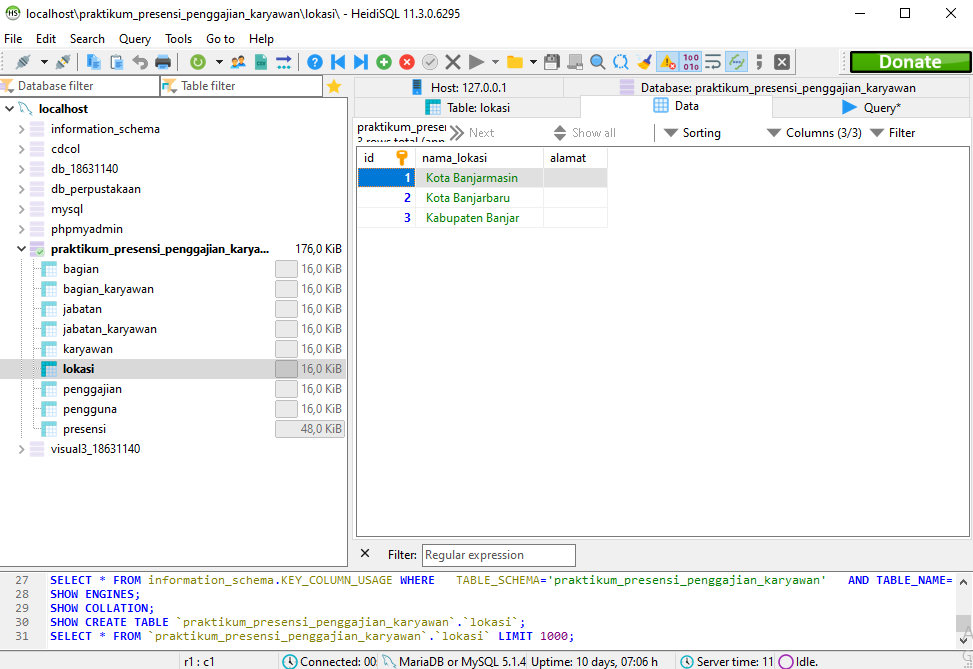 localhost\praktikum_presensi_penggajian_karyawan\lokasi\ - HeidiSQL 11.3.0.6295
File Edit Search Query Tools Go to Help
Donate
Database filter Table filter
Host: 127.0.0.1 Database: praktikum_presensi_penggajian_karyawan
Table: lokasi Data Query*
localhost
information_schema
cdcol
db_18631140
db_perpustakaan
mysql
phpmyadmin
praktikum_presensi_penggajian_karya... 176,0 KiB
bagian 16,0 KiB
bagian_karyawan 16,0 KiB
jabatan 16,0 KiB
jabatan_karyawan 16,0 KiB
karyawan 16,0 KiB
lokasi 16,0 KiB
penggajian 16,0 KiB
pengguna 16,0 KiB
presensi 48,0 KiB
visual3_18631140
Next Show all Sorting Columns (3/3) Filter
id nama_lokasi alamat
1 Kota Banjarmasin
2 Kota Banjarbaru
3 Kabupaten Banjar
Filter: Regular expression
27 SELECT * FROM information_schema.KEY_COLUMN_USAGE WHERE TABLE_SCHEMA='praktikum_presensi_penggajian_karyawan' AND TABLE_NAME=
28 SHOW ENGINES;
29 SHOW COLLATION;
30 SHOW CREATE TABLE `praktikum_presensi_penggajian_karyawan`.`lokasi`;
31 SELECT * FROM `praktikum_presensi_penggajian_karyawan`.`lokasi` LIMIT 1000;
r1 : c1 Connected: 00: MariaDB or MySQL 5.1.4 Uptime: 10 days, 07:06 h Server time: 11 Idle.